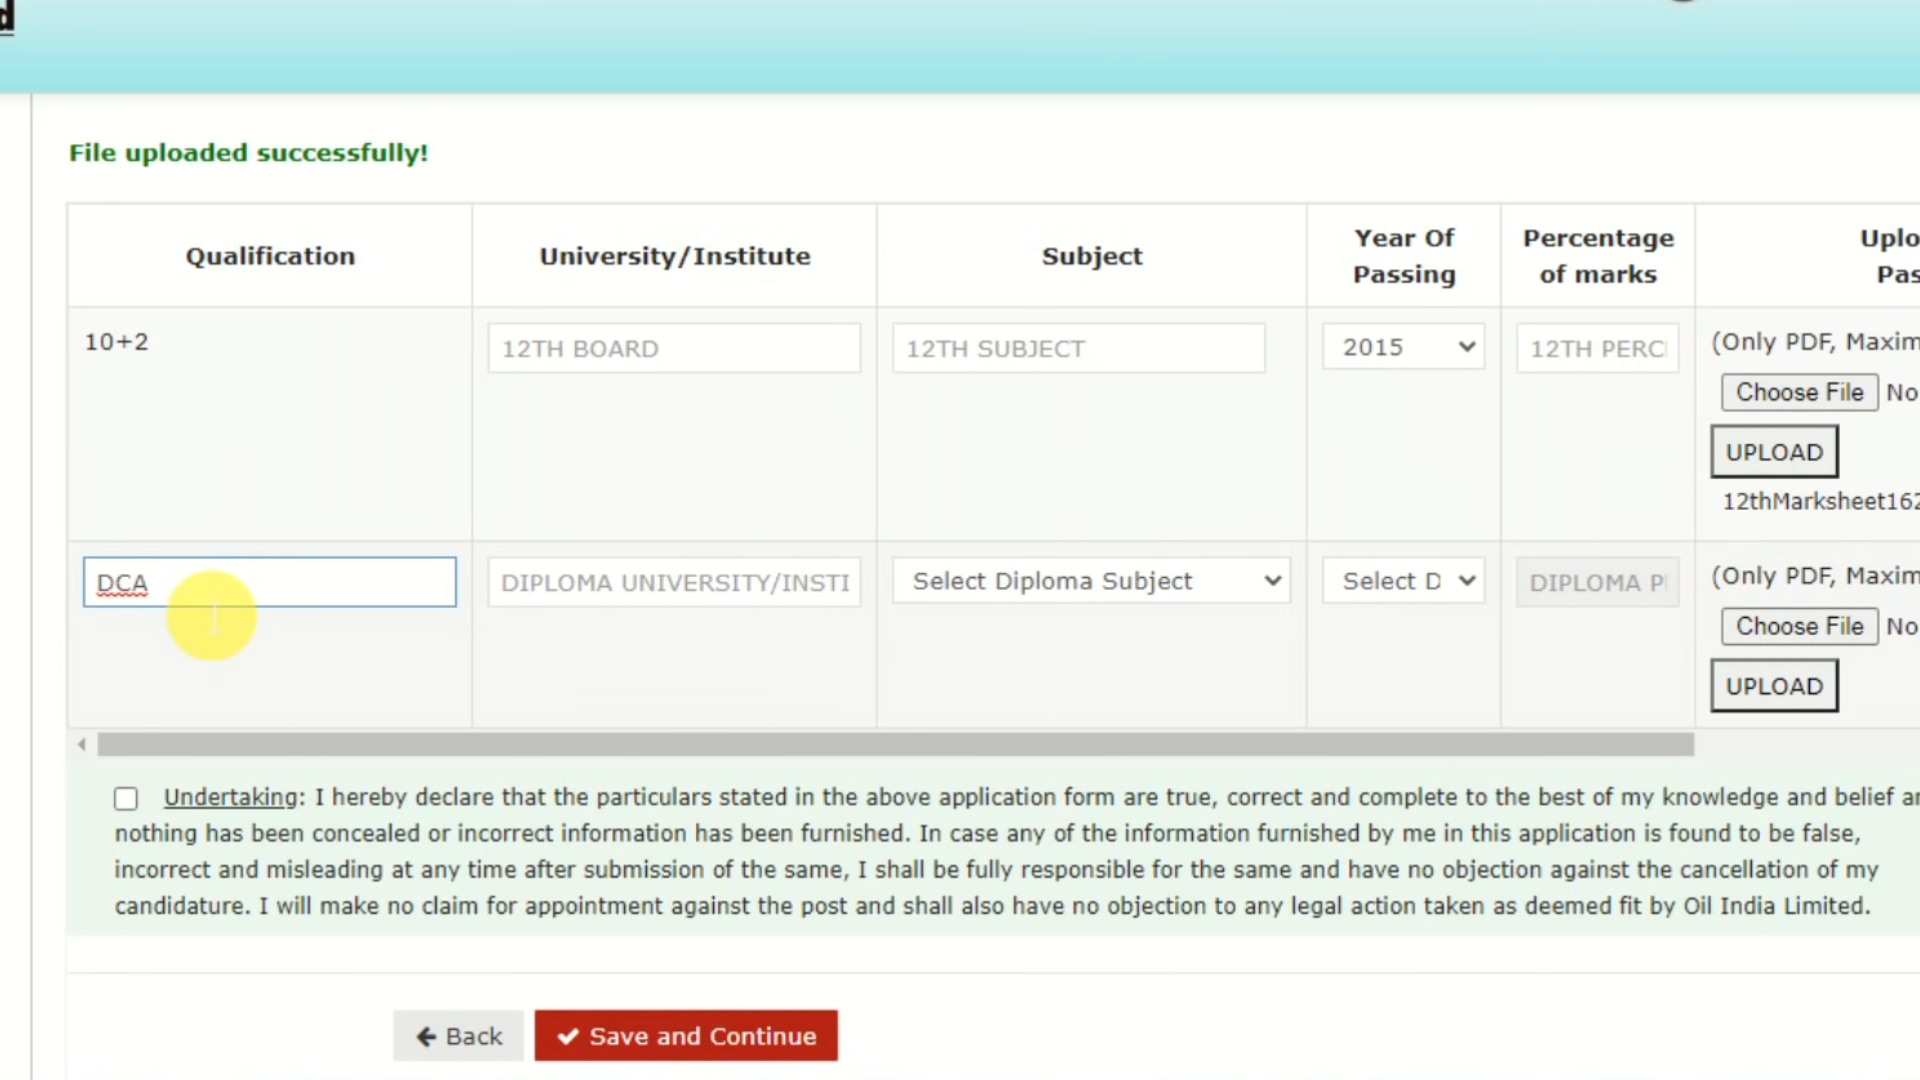 d
File uploaded successfully!
Qualification
University/Institute
Subject
Year Of
Passing
Percentage
of marks
Uplo
Pas
10+2
12TH BOARD
12TH SUBJECT
2015
12TH PERC
(Only PDF, Maxim
Choose File No
UPLOAD
12thMarksheet162
DCA
DIPLOMA UNIVERSITY/INSTI
Select Diploma Subject
Select D
DIPLOMA P
(Only PDF, Maxim
Choose File No
UPLOAD
Undertaking: I hereby declare that the particulars stated in the above application form are true, correct and complete to the best of my knowledge and belief an
nothing has been concealed or incorrect information has been furnished. In case any of the information furnished by me in this application is found to be false,
incorrect and misleading at any time after submission of the same, I shall be fully responsible for the same and have no objection against the cancellation of my
candidature. I will make no claim for appointment against the post and shall also have no objection to any legal action taken as deemed fit by Oil India Limited.
Back
Save and Continue